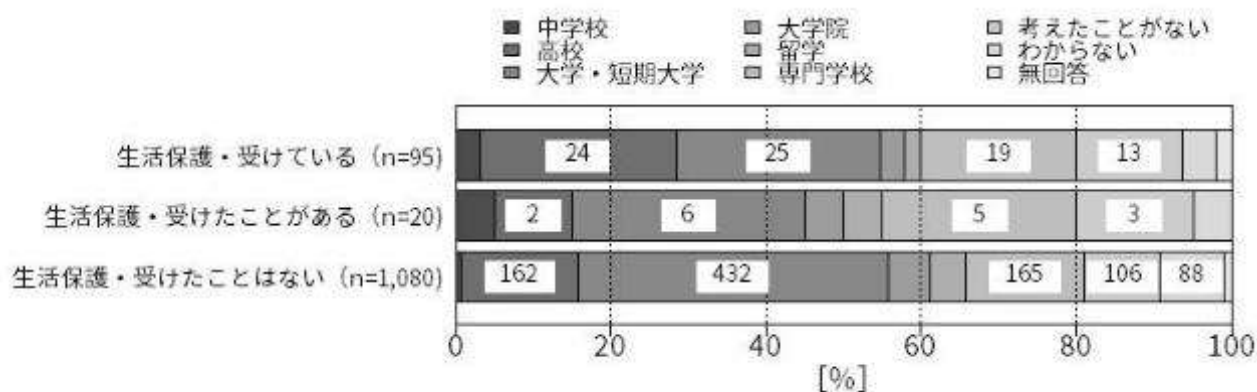 中学校 大学院 考えたことがない
高校 留学 わからない
大学・短期大学 専門学校 無回答
生活保護・受けている（n=95) 24 25 19 13
生活保護・受けたことがある（n=20) 2 6 5 3
生活保護・受けたことはない（n=1,080) 162 432 165 106 88
0 20 40 60 80 100
[%]